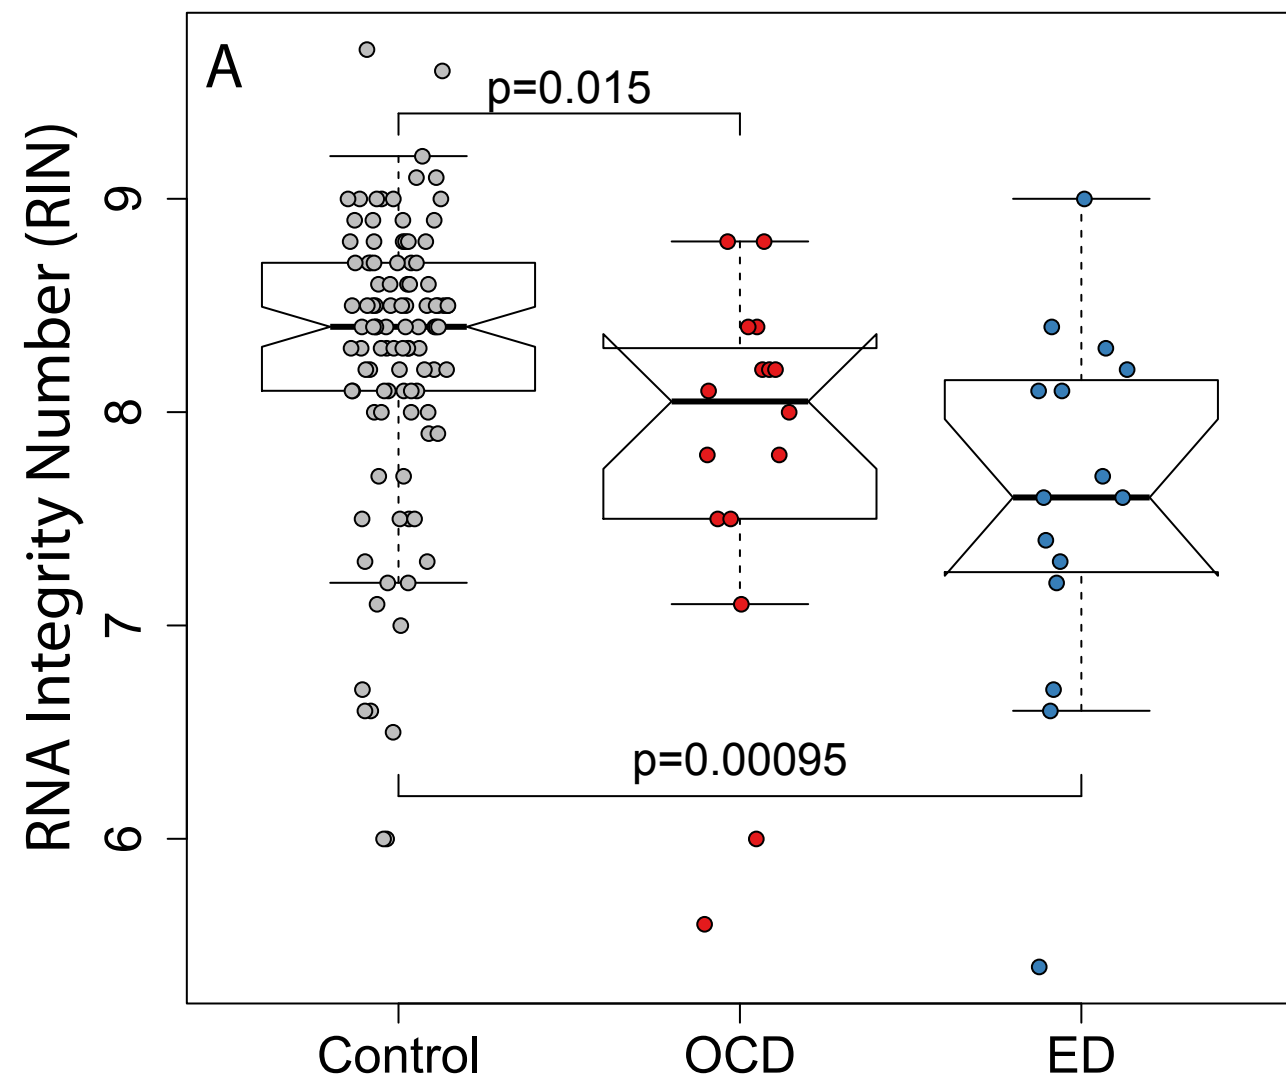 A
p=0.015
RNA Integrity Number (RIN)
9
8
7
6
p=0.00095
Control OCD ED